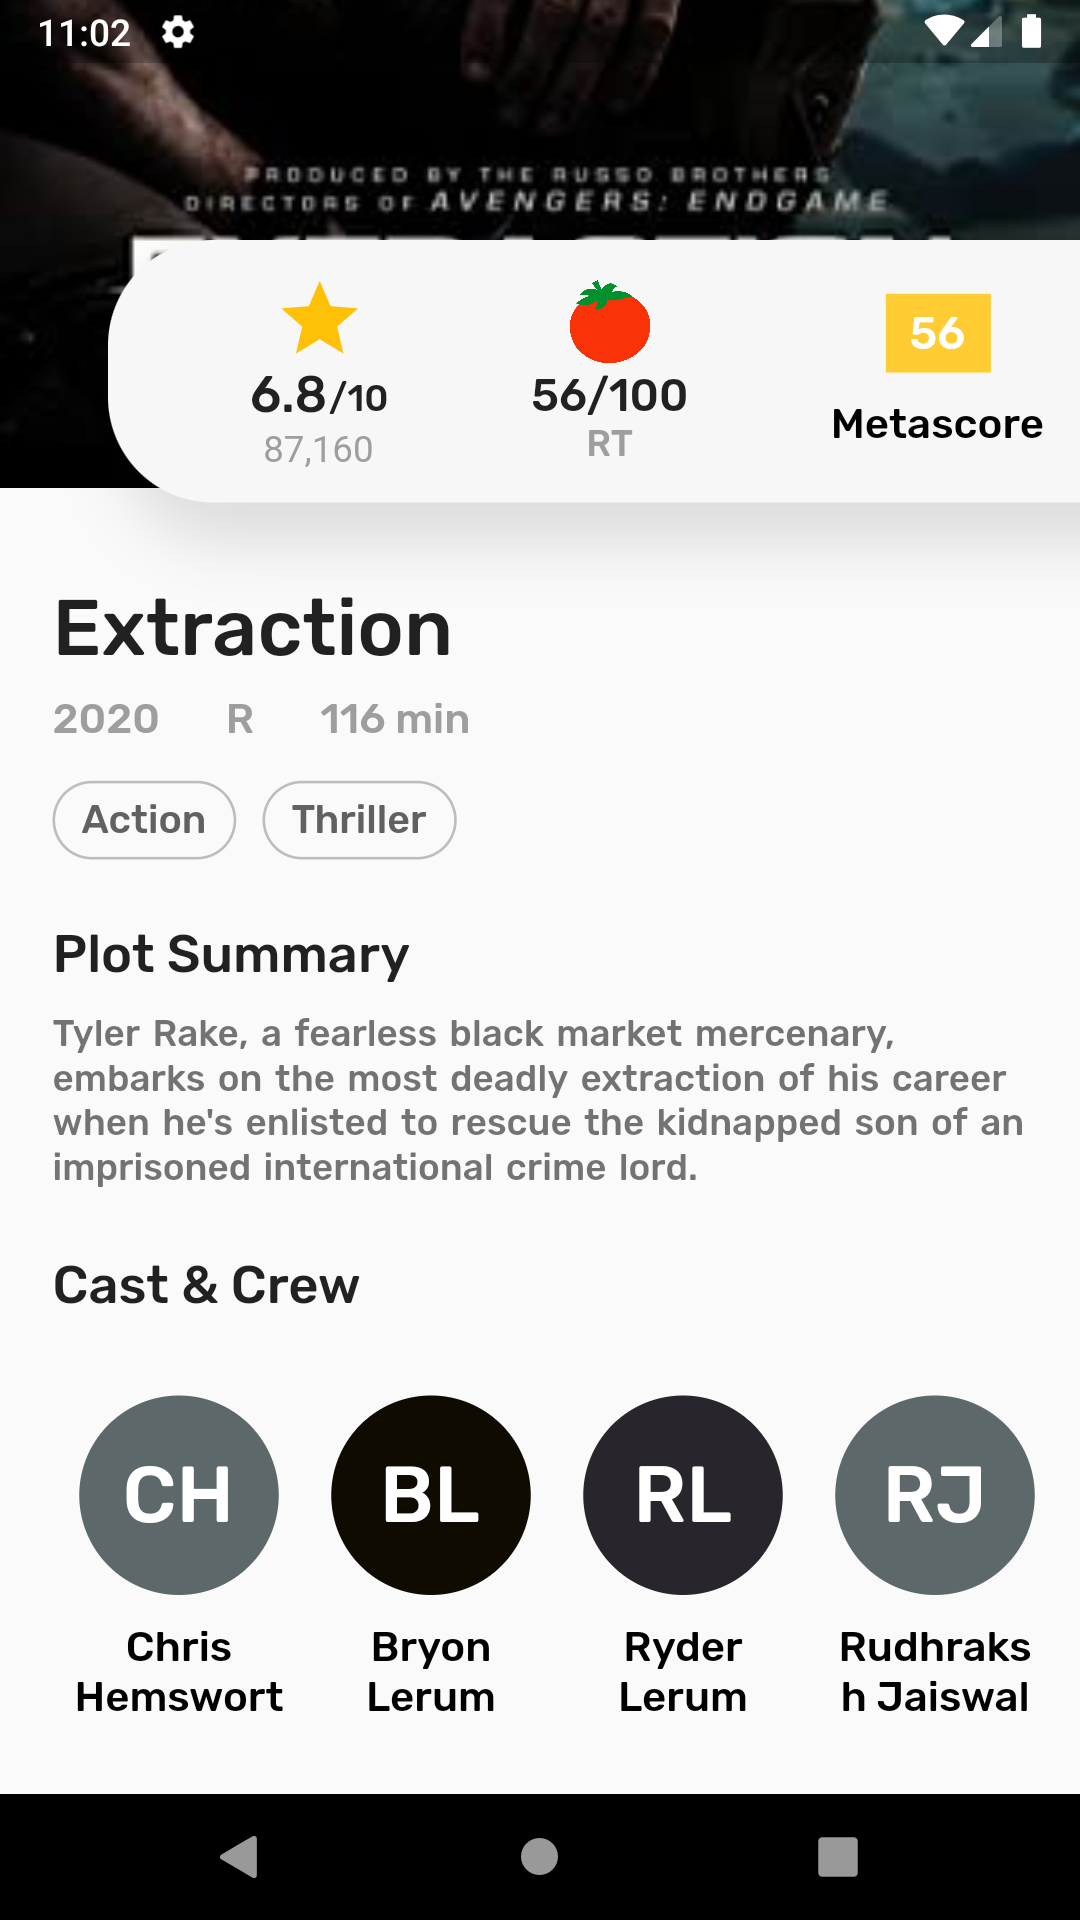 11:02
PRODUCED BY THE RUSSO BROTHERS
DIRECTORS OF AVENGERS: ENDGAME
6.8/10
87,160
56/100
RT
56
Metascore
Extraction
2020 R 116 min
Action Thriller
Plot Summary
Tyler Rake, a fearless black market mercenary,
embarks on the most deadly extraction of his career
when he's enlisted to rescue the kidnapped son of an
imprisoned international crime lord.
Cast & Crew
CH BL RL RJ
Chris Bryon Ryder Rudhraks
Hemswort Lerum Lerum h Jaiswal